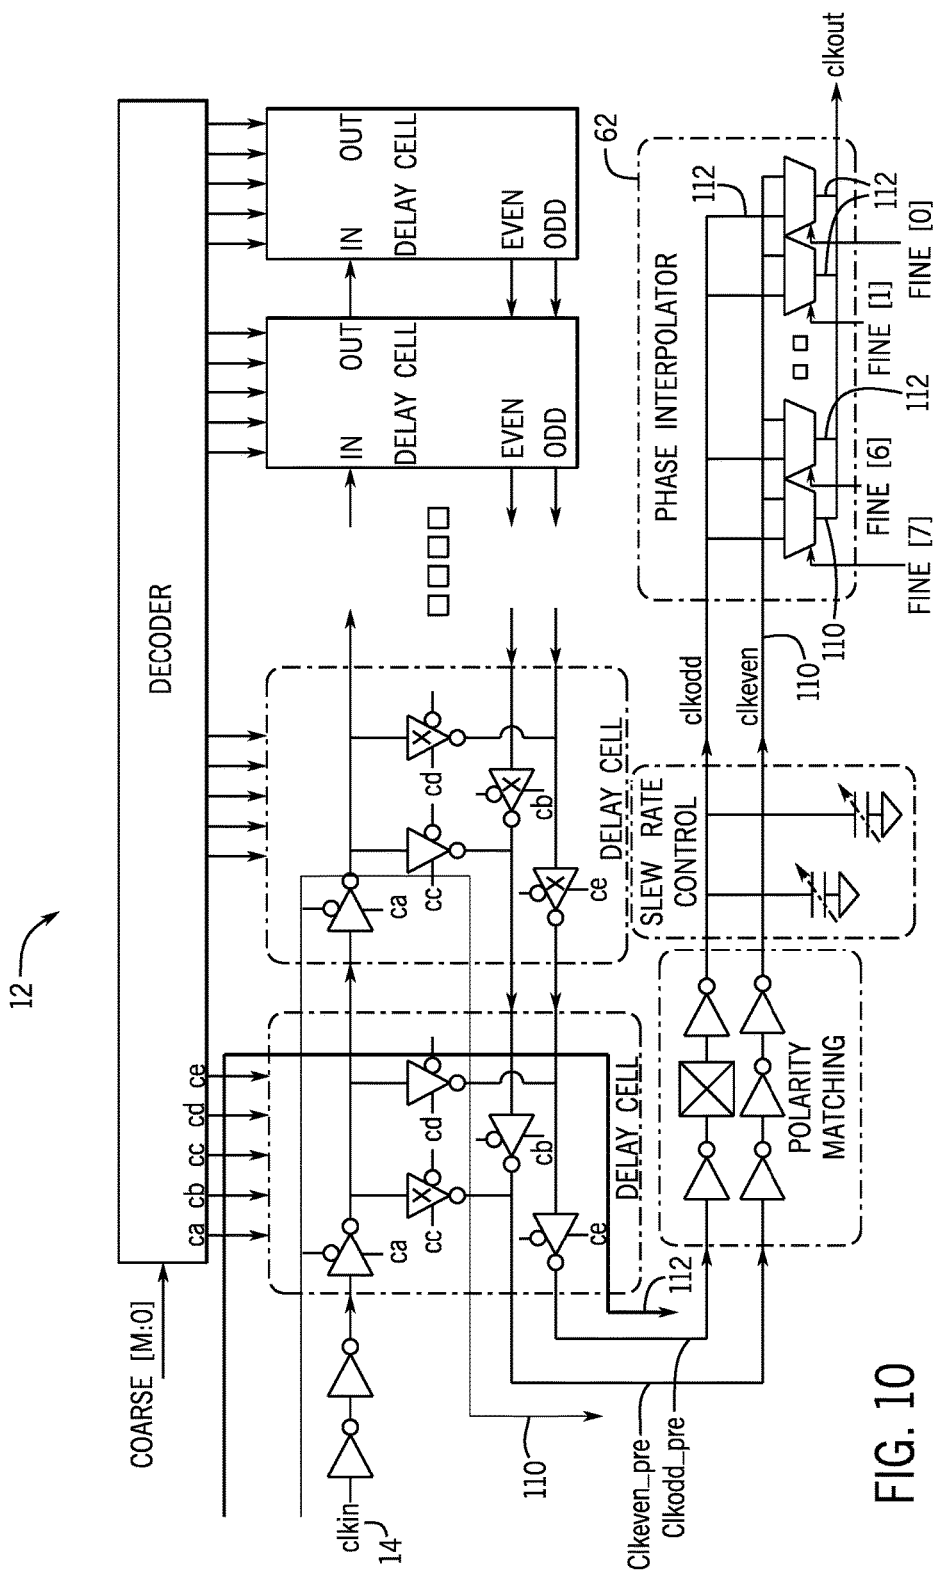 12
DECODER
COARSE [M:0]
ca
cb
cc
cd
ce
clkin
14
ca
cc
cd
cb
ce
DELAY CELL
ca
cc
cd
cb
ce
DELAY CELL
IN
OUT
DELAY CELL
EVEN
ODD
IN
OUT
DELAY CELL
EVEN
ODD
110
112
Clkeven_pre
Clkodd_pre
POLARITY
MATCHING
SLEW RATE
CONTROL
clkodd
clkeven
110
110
PHASE INTERPOLATOR
62
112
112
112
FINE [7]
FINE [6]
FINE [1]
FINE [0]
clkout
FIG. 10